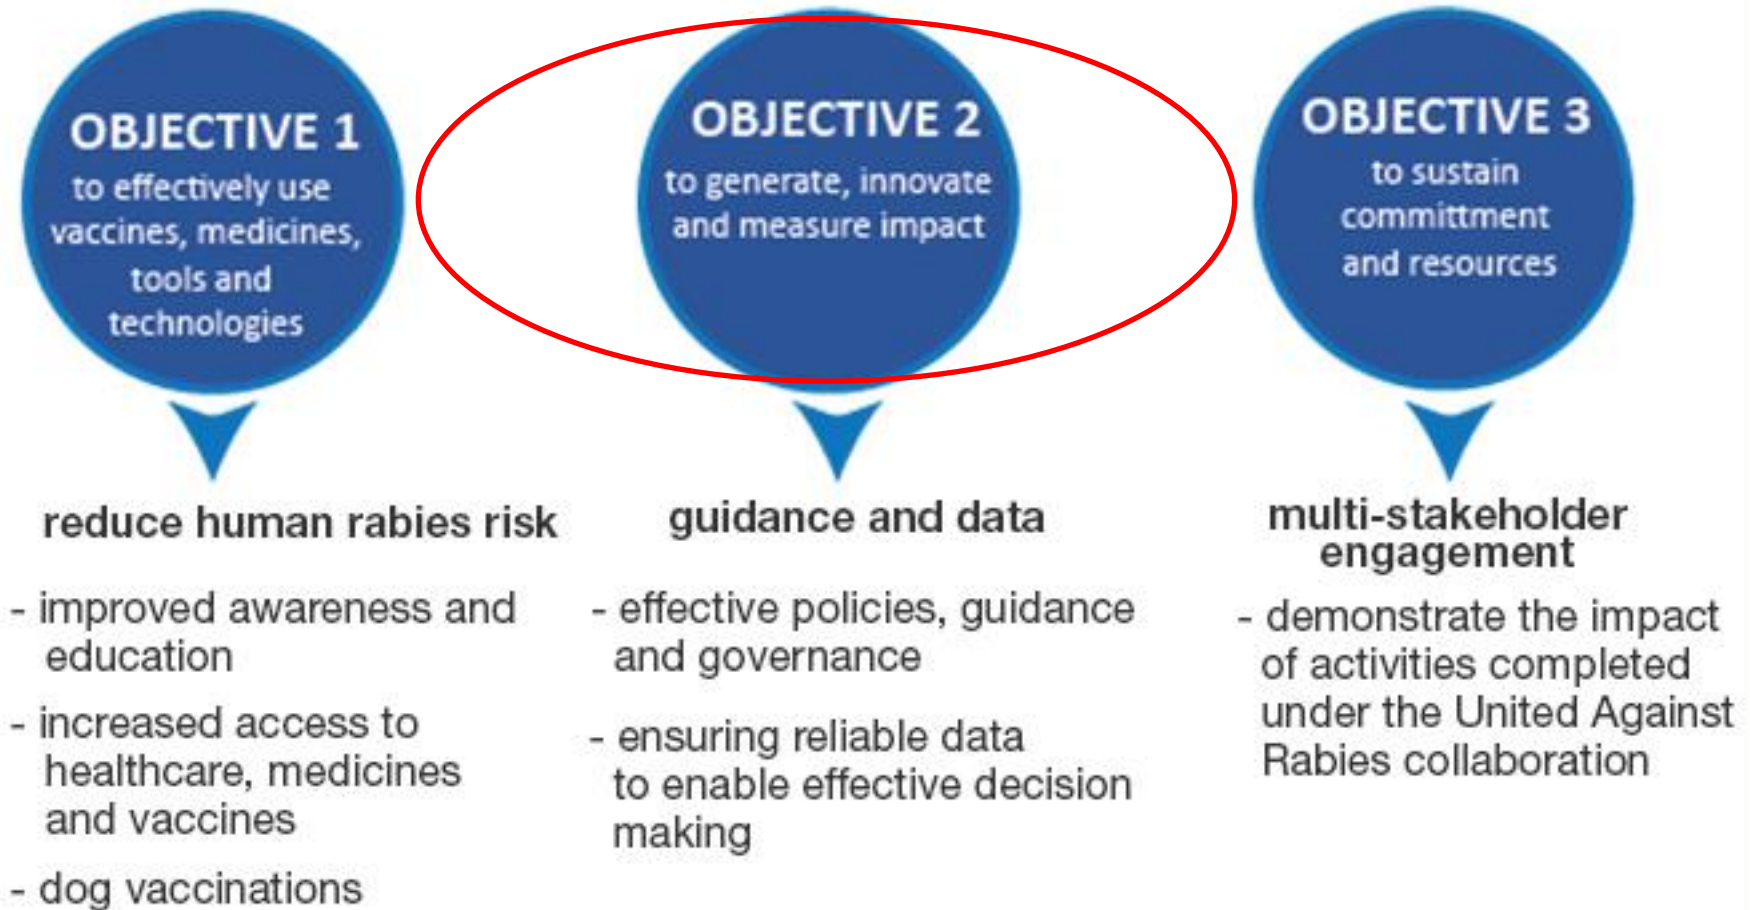 OBJECTIVE 1
to effectively use
vaccines, medicines,
tools and
technologies
reduce human rabies risk
- improved awareness and
education
- increased access to
healthcare, medicines
and vaccines
- dog vaccinations
OBJECTIVE 2
to generate, innovate
and measure impact
guidance and data
- effective policies, guidance
and governance
- ensuring reliable data
to enable effective decision
making
OBJECTIVE 3
to sustain
committment
and resources
multi-stakeholder
engagement
- demonstrate the impact
of activities completed
under the United Against
Rabies collaboration